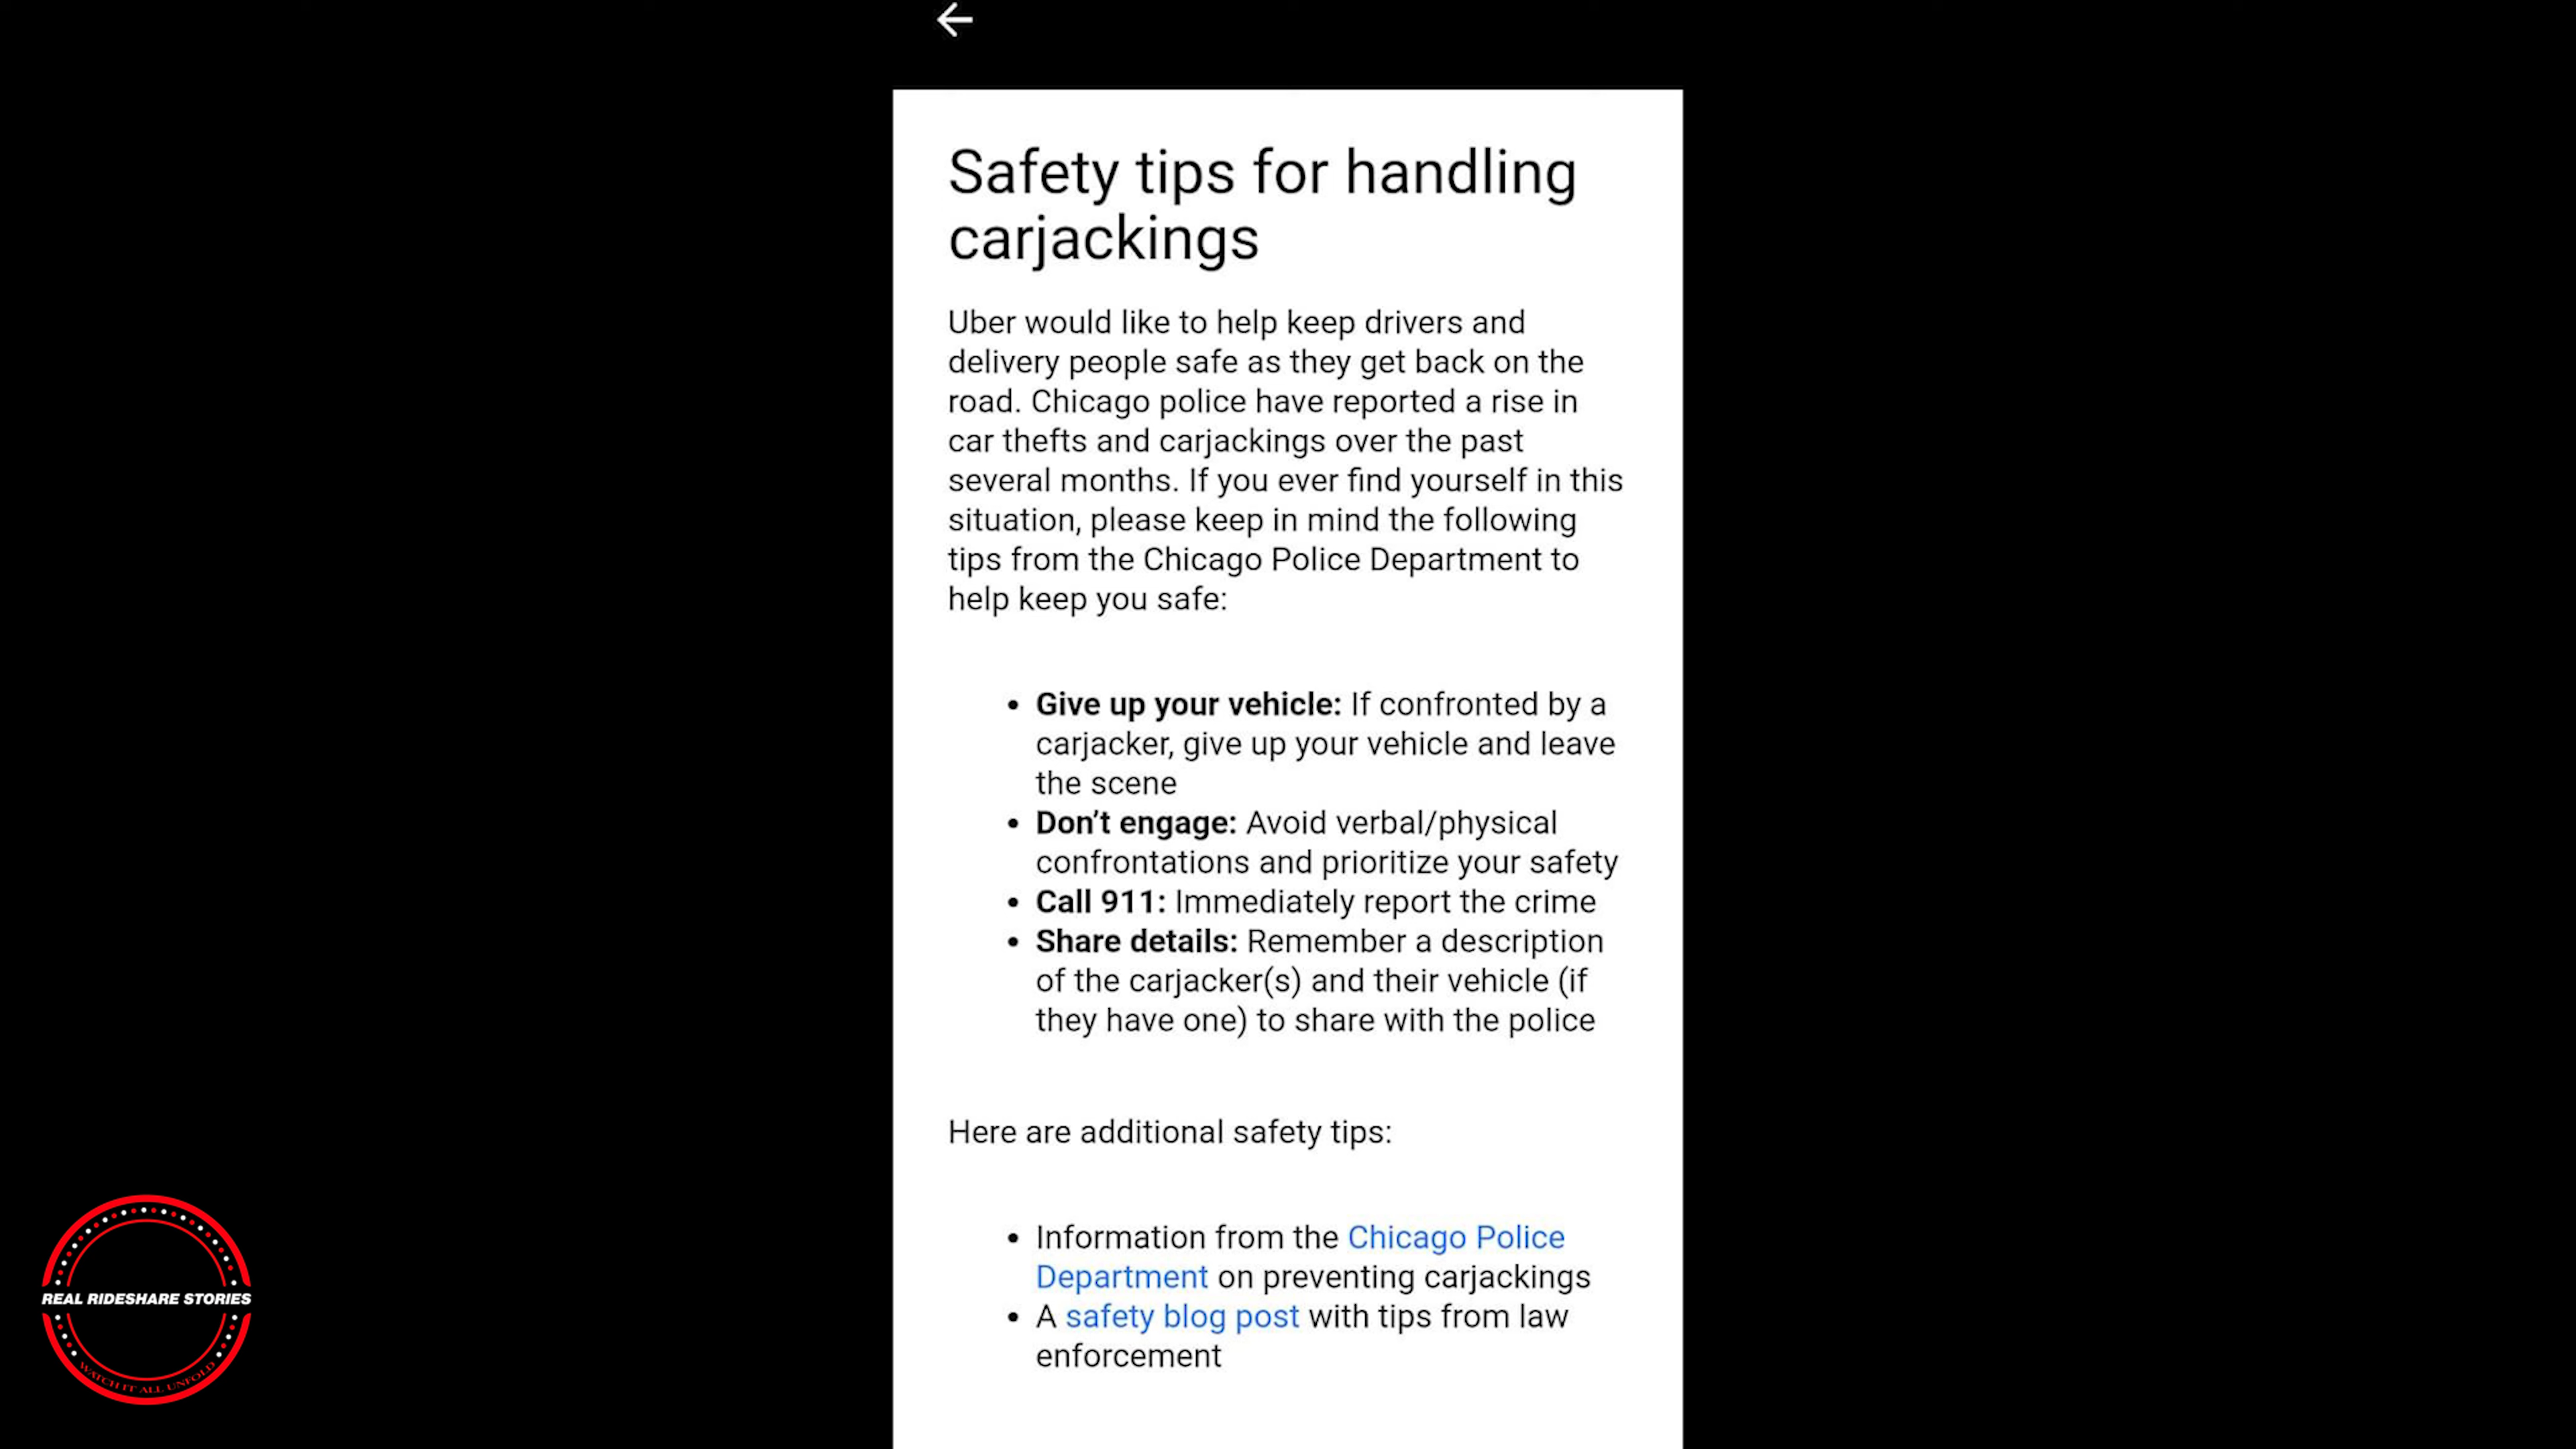 Safety tips for handling
carjackings
Uber would like to help keep drivers and
delivery people safe as they get back on the
road. Chicago police have reported a rise in
car thefts and carjackings over the past
several months. If you ever find yourself in this
situation, please keep in mind the following
tips from the Chicago Police Department to
help keep you safe:
• Give up your vehicle: If confronted by a
carjacker, give up your vehicle and leave
the scene
• Don’t engage: Avoid verbal/physical
confrontations and prioritize your safety
• Call 911: Immediately report the crime
• Share details: Remember a description
of the carjacker(s) and their vehicle (if
they have one) to share with the police
Here are additional safety tips:
• Information from the Chicago Police
Department on preventing carjackings
• A safety blog post with tips from law
enforcement
REAL RIDESHARE STORIES
WATCH IT ALL UNFOLD